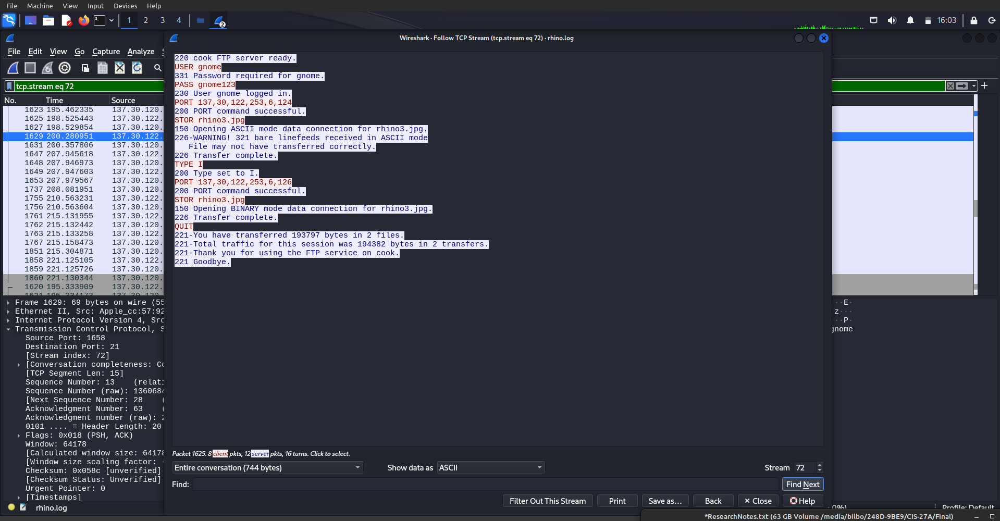 File Machine View Input Devices Help
1 2 3 4 2 16:03
Wireshark · Follow TCP Stream (tcp.stream eq 72) · rhino.log
File Edit View Go Capture Analyze
tcp.stream eq 72
No. Time Source
1623 195.462335 137.30.120.
1625 198.525443 137.30.122.
1627 198.529854 137.30.120.
1629 200.280951 137.30.122.
1631 200.357806 137.30.120.
1647 207.945618 137.30.122.
1648 207.946973 137.30.120.
1649 207.947603 137.30.122.
1653 207.979567 137.30.120.
1737 208.081951 137.30.120.
1755 210.563231 137.30.122.
1756 210.563604 137.30.120.
1761 215.131955 137.30.122.
1762 215.132442 137.30.120.
1763 215.133258 137.30.122.
1767 215.158473 137.30.120.
1851 215.304871 137.30.120.
1858 221.125105 137.30.122.
1859 221.125726 137.30.120.
1860 221.130344 137.30.120.
1620 195.333909 137.30.122.
1621 195.334173 137.30.120.
220 cook FTP server ready.
USER gnome
331 Password required for gnome.
PASS gnome123
230 User gnome logged in.
PORT 137,30,122,253,6,124
200 PORT command successful.
STOR rhino3.jpg
150 Opening ASCII mode data connection for rhino3.jpg.
226-WARNING! 321 bare linefeeds received in ASCII mode
File may not have transferred correctly.
226 Transfer complete.
TYPE I
200 Type set to I.
PORT 137,30,122,253,6,126
200 PORT command successful.
STOR rhino3.jpg
150 Opening BINARY mode data connection for rhino3.jpg.
226 Transfer complete.
QUIT
221-You have transferred 193797 bytes in 2 files.
221-Total traffic for this session was 194382 bytes in 2 transfers.
221-Thank you for using the FTP service on cook.
221 Goodbye.
Frame 1629: 69 bytes on wire (55
Ethernet II, Src: Apple_cc:57:92
Internet Protocol Version 4, Src
Transmission Control Protocol, S
Source Port: 1658
Destination Port: 21
[Stream index: 72]
[Conversation completeness: Co
[TCP Segment Len: 15]
Sequence Number: 13 (relati
Sequence Number (raw): 1360684
[Next Sequence Number: 28 (
Acknowledgment Number: 63 (
Acknowledgment number (raw): 2
0101 .... = Header Length: 20
Flags: 0x018 (PSH, ACK)
Window: 64178
[Calculated window size: 64178
[Window size scaling factor: -
Checksum: 0x058c [unverified]
[Checksum Status: Unverified]
Urgent Pointer: 0
[Timestamps]
··E·
z···
··P·
gnome
Packet 1625. 8 client pkts, 12 server pkts, 16 turns. Click to select.
Entire conversation (744 bytes) Show data as ASCII Stream 72
Find: Find Next
Filter Out This Stream Print Save as… Back Close Help
rhino.log 0%) Profile: Default
*ResearchNotes.txt (63 GB Volume /media/bilbo/248D-9BE9/CIS-27A/Final)